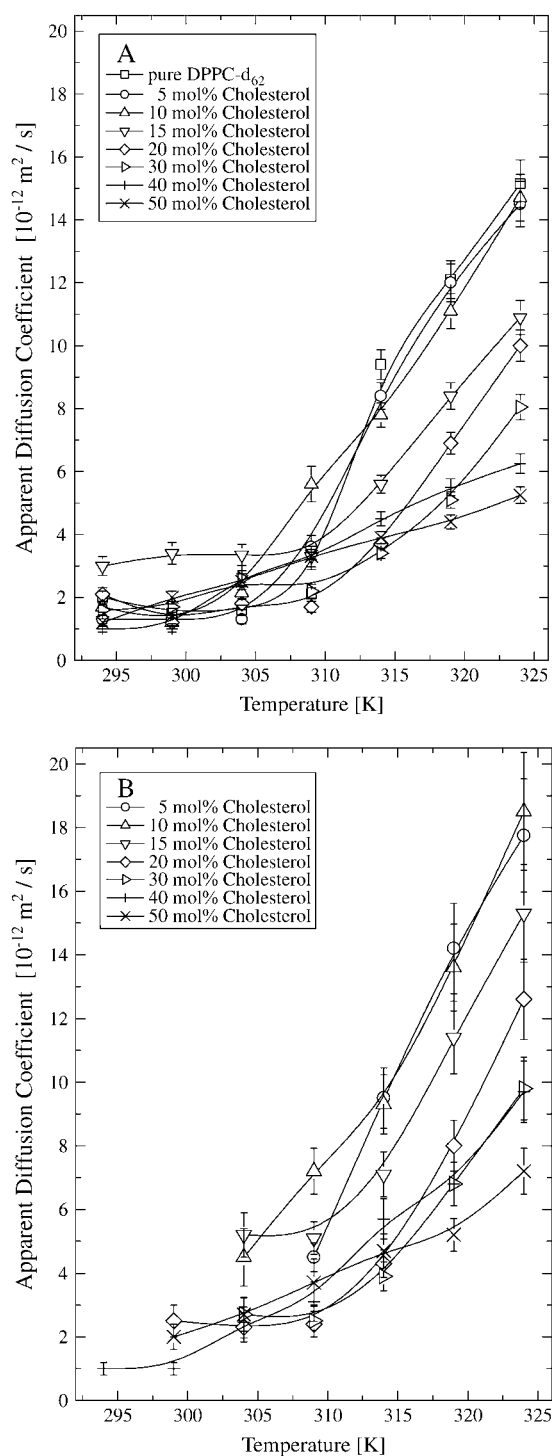 A
pure DPPC-d62
5 mol% Cholesterol
10 mol% Cholesterol
15 mol% Cholesterol
20 mol% Cholesterol
30 mol% Cholesterol
40 mol% Cholesterol
50 mol% Cholesterol
Apparent Diffusion Coefficient [10-12 m2 / s]
20
18
16
14
12
10
8
6
4
2
0
295 300 305 310 315 320 325
Temperature [K]
B
5 mol% Cholesterol
10 mol% Cholesterol
15 mol% Cholesterol
20 mol% Cholesterol
30 mol% Cholesterol
40 mol% Cholesterol
50 mol% Cholesterol
Apparent Diffusion Coefficient [10-12 m2 / s]
20
18
16
14
12
10
8
6
4
2
0
295 300 305 310 315 320 325
Temperature [K]